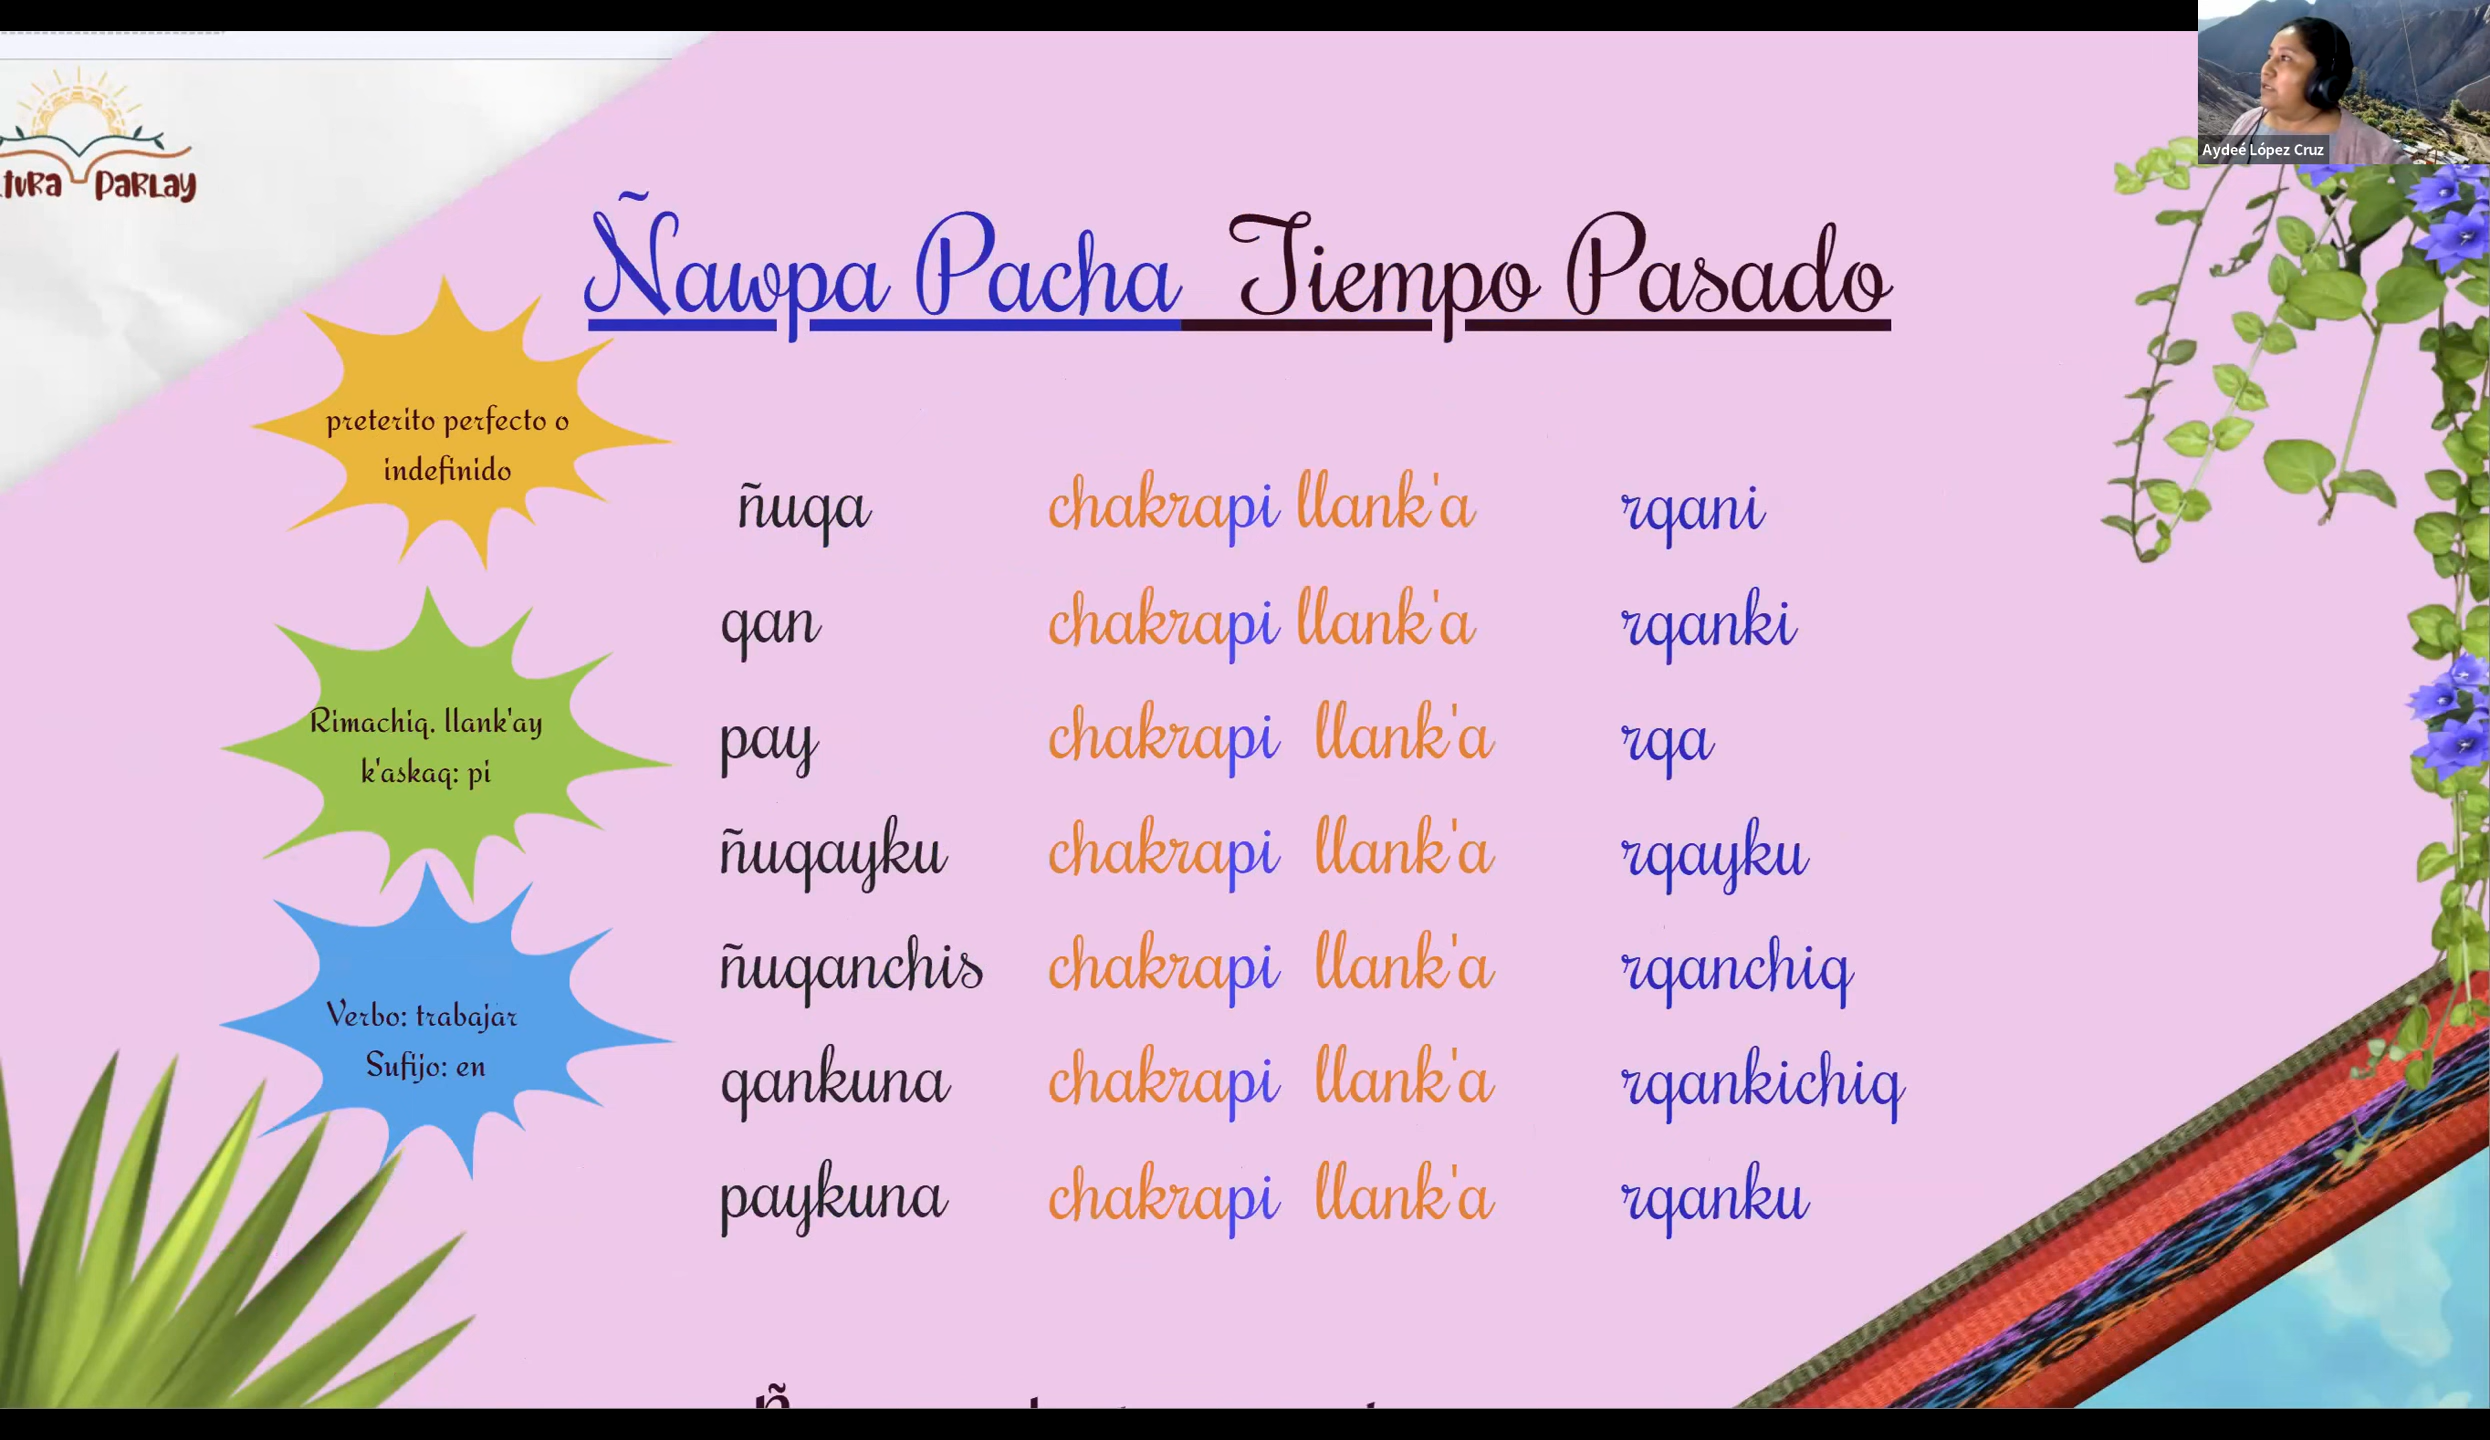 tura Parlay
Aydeé López Cruz
Ñawpa Pacha Tiempo Pasado
preterito perfecto o
indefinido
Rimachiq. llank'ay
k'askaq: pi
Verbo: trabajar
Sufijo: en
ñuqa chakrapi llank'a rqani
qan chakrapi llank'a rqanki
pay chakrapi llank'a rqa
ñuqayku chakrapi llank'a rqayku
ñuqanchis chakrapi llank'a rqanchiq
qankuna chakrapi llank'a rqankichiq
paykuna chakrapi llank'a rqanku